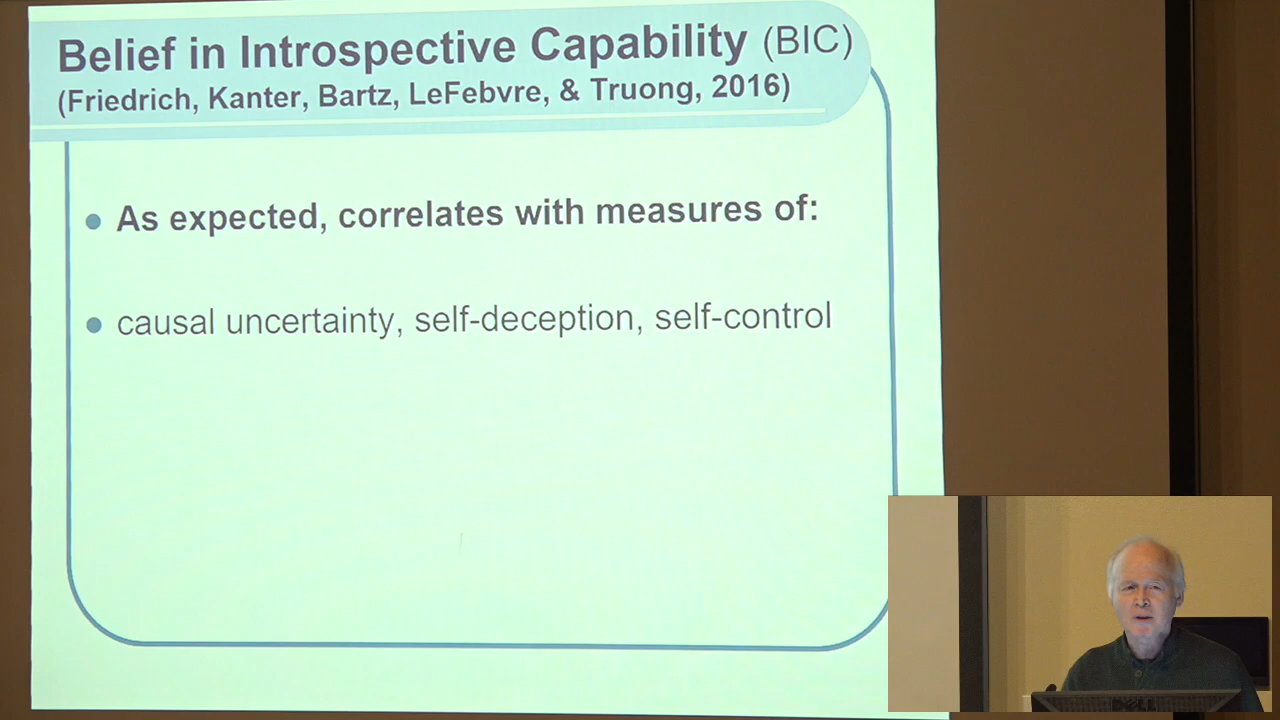 Belief in Introspective Capability (BIC)
(Friedrich, Kanter, Bartz, LeFebvre, & Truong, 2016)
As expected, correlates with measures of:
causal uncertainty, self-deception, self-control
DELL